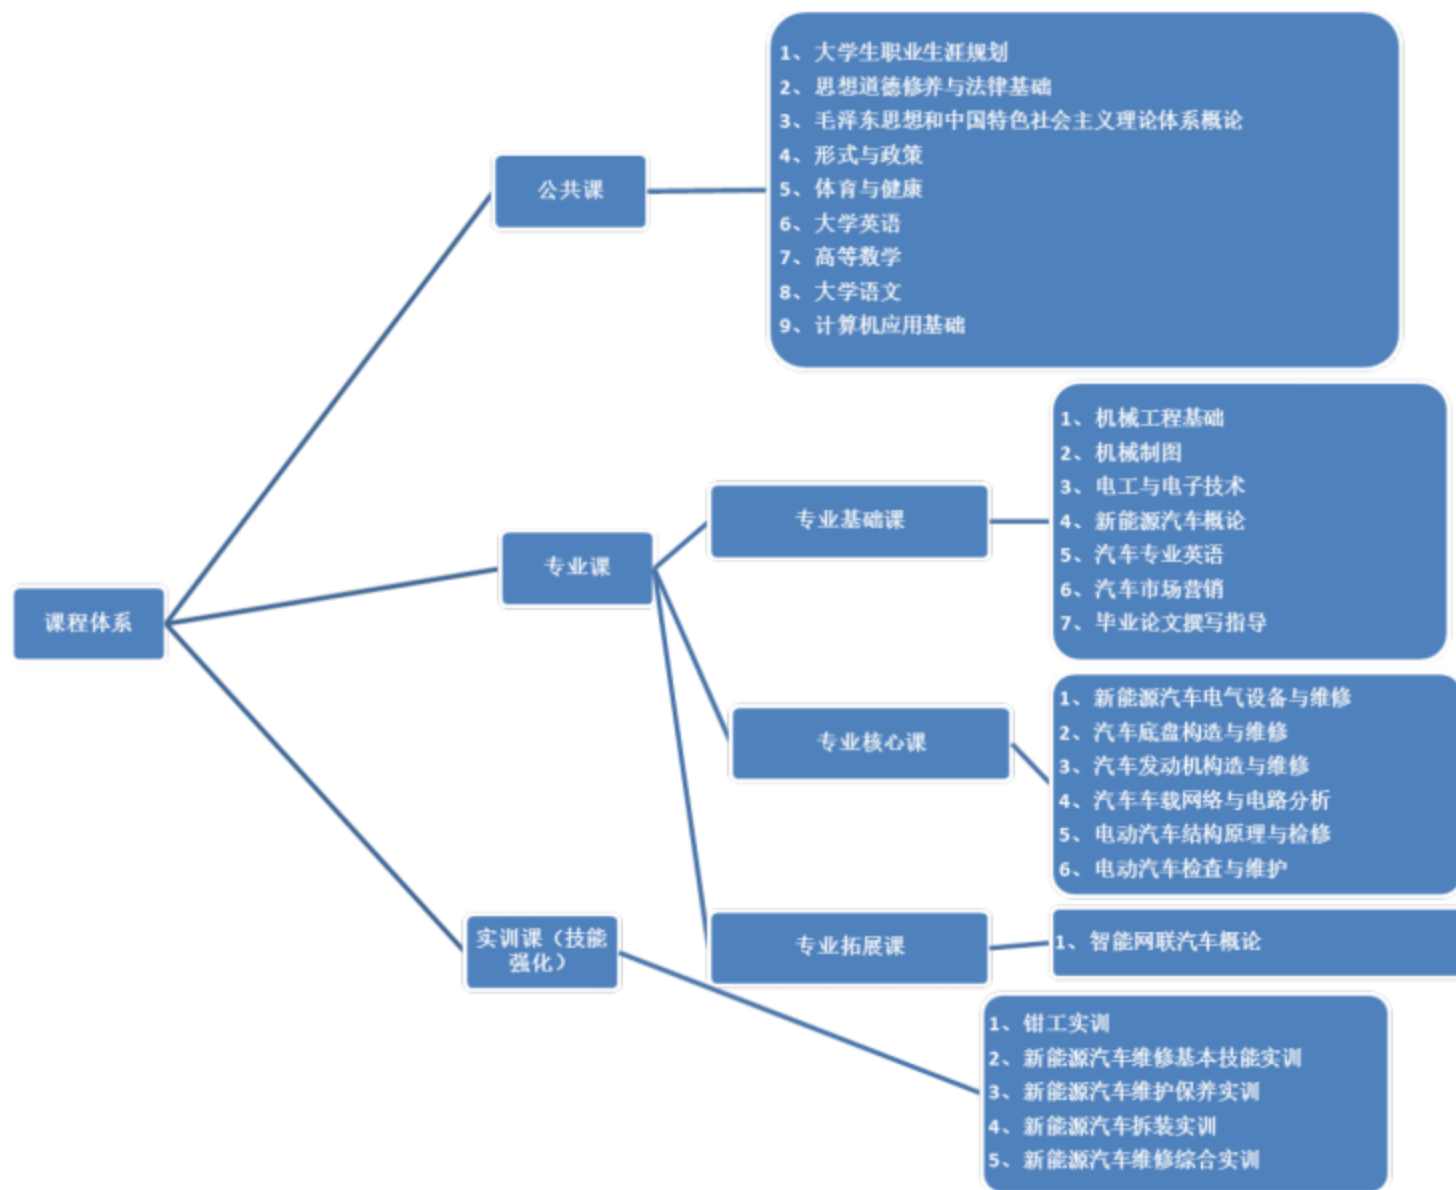 课程体系
公共课
1、大学生职业生涯规划
2、思想道德修养与法律基础
3、毛泽东思想和中国特色社会主义理论体系概论
4、形式与政策
5、体育与健康
6、大学英语
7、高等数学
8、大学语文
9、计算机应用基础
专业课
专业基础课
1、机械工程基础
2、机械制图
3、电工与电子技术
4、新能源汽车概论
5、汽车专业英语
6、汽车市场营销
7、毕业论文撰写指导
专业核心课
1、新能源汽车电气设备与维修
2、汽车底盘构造与维修
3、汽车发动机构造与维修
4、汽车车载网络与电路分析
5、电动汽车结构原理与检修
6、电动汽车检查与维护
专业拓展课
1、智能网联汽车概论
实训课（技能
强化）
1、钳工实训
2、新能源汽车维修基本技能实训
3、新能源汽车维护保养实训
4、新能源汽车拆装实训
5、新能源汽车维修综合实训